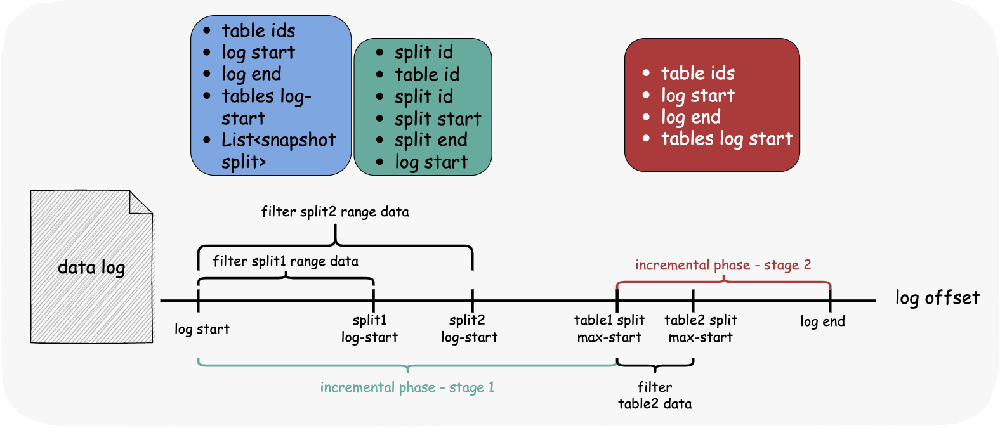 table ids
log start
log end
tables log-
start
List<snapshot
split>
split id
table id
split id
split start
split end
log start
table ids
log start
log end
tables log start
filter split2 range data
filter split1 range data
incremental phase - stage 2
data log
log offset
log start
split1
log-start
split2
log-start
table1 split
max-start
table2 split
max-start
log end
incremental phase - stage 1
filter
table2 data